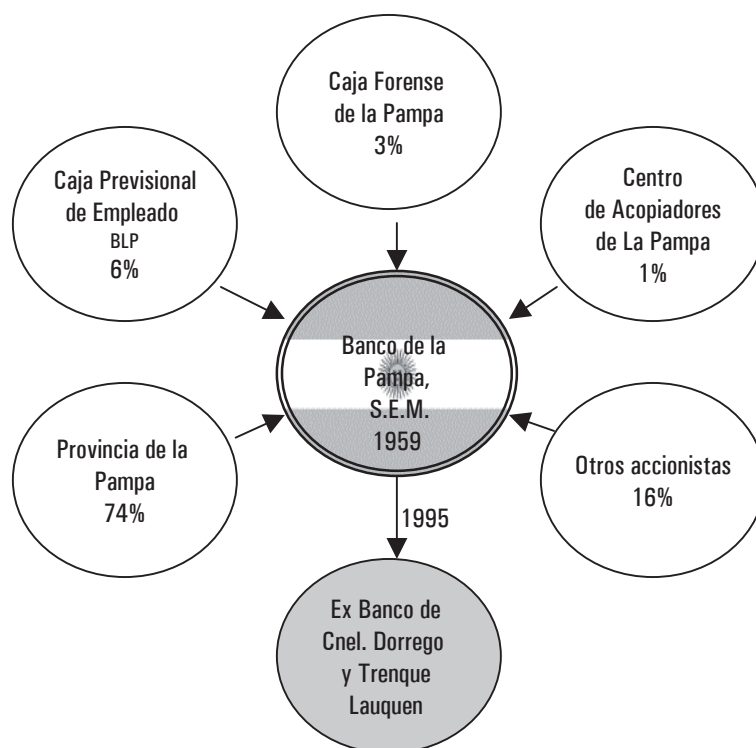 Caja Forense
de la Pampa
3%
Caja Previsional
de Empleado
BLP
6%
Centro
de Acopiadores
de La Pampa
1%
Banco de la
Pampa,
S.E.M.
1959
Provincia de la
Pampa
74%
Otros accionistas
16%
1995
Ex Banco de
Cnel. Dorrego
y Trenque
Lauquen